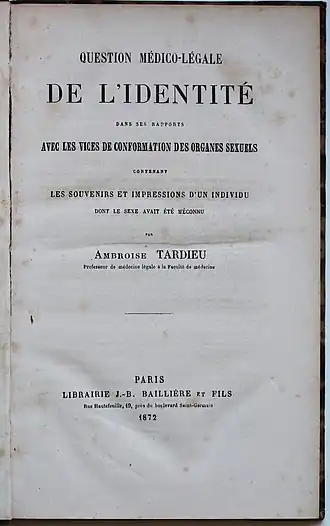 QUESTION MÉDICO-LÉGALE
DE L'IDENTITÉ
DANS SES RAPPORTS
AVEC LES VICES DE CONFORMATION DES ORGANES SEXUELS
CONTENANT
LES SOUVENIRS ET IMPRESSIONS D'UN INDIVIDU
DONT LE SEXE AVAIT ÉTÉ MÉCONNU
PAR
AMBROISE TARDIEU
Professeur de médecine légale à la Faculté de médecine
PARIS
LIBRAIRIE J.-B. BAILLIÈRE ET FILS
Rue Hautefeuille, 19, près du boulevard Saint-Germain
1872